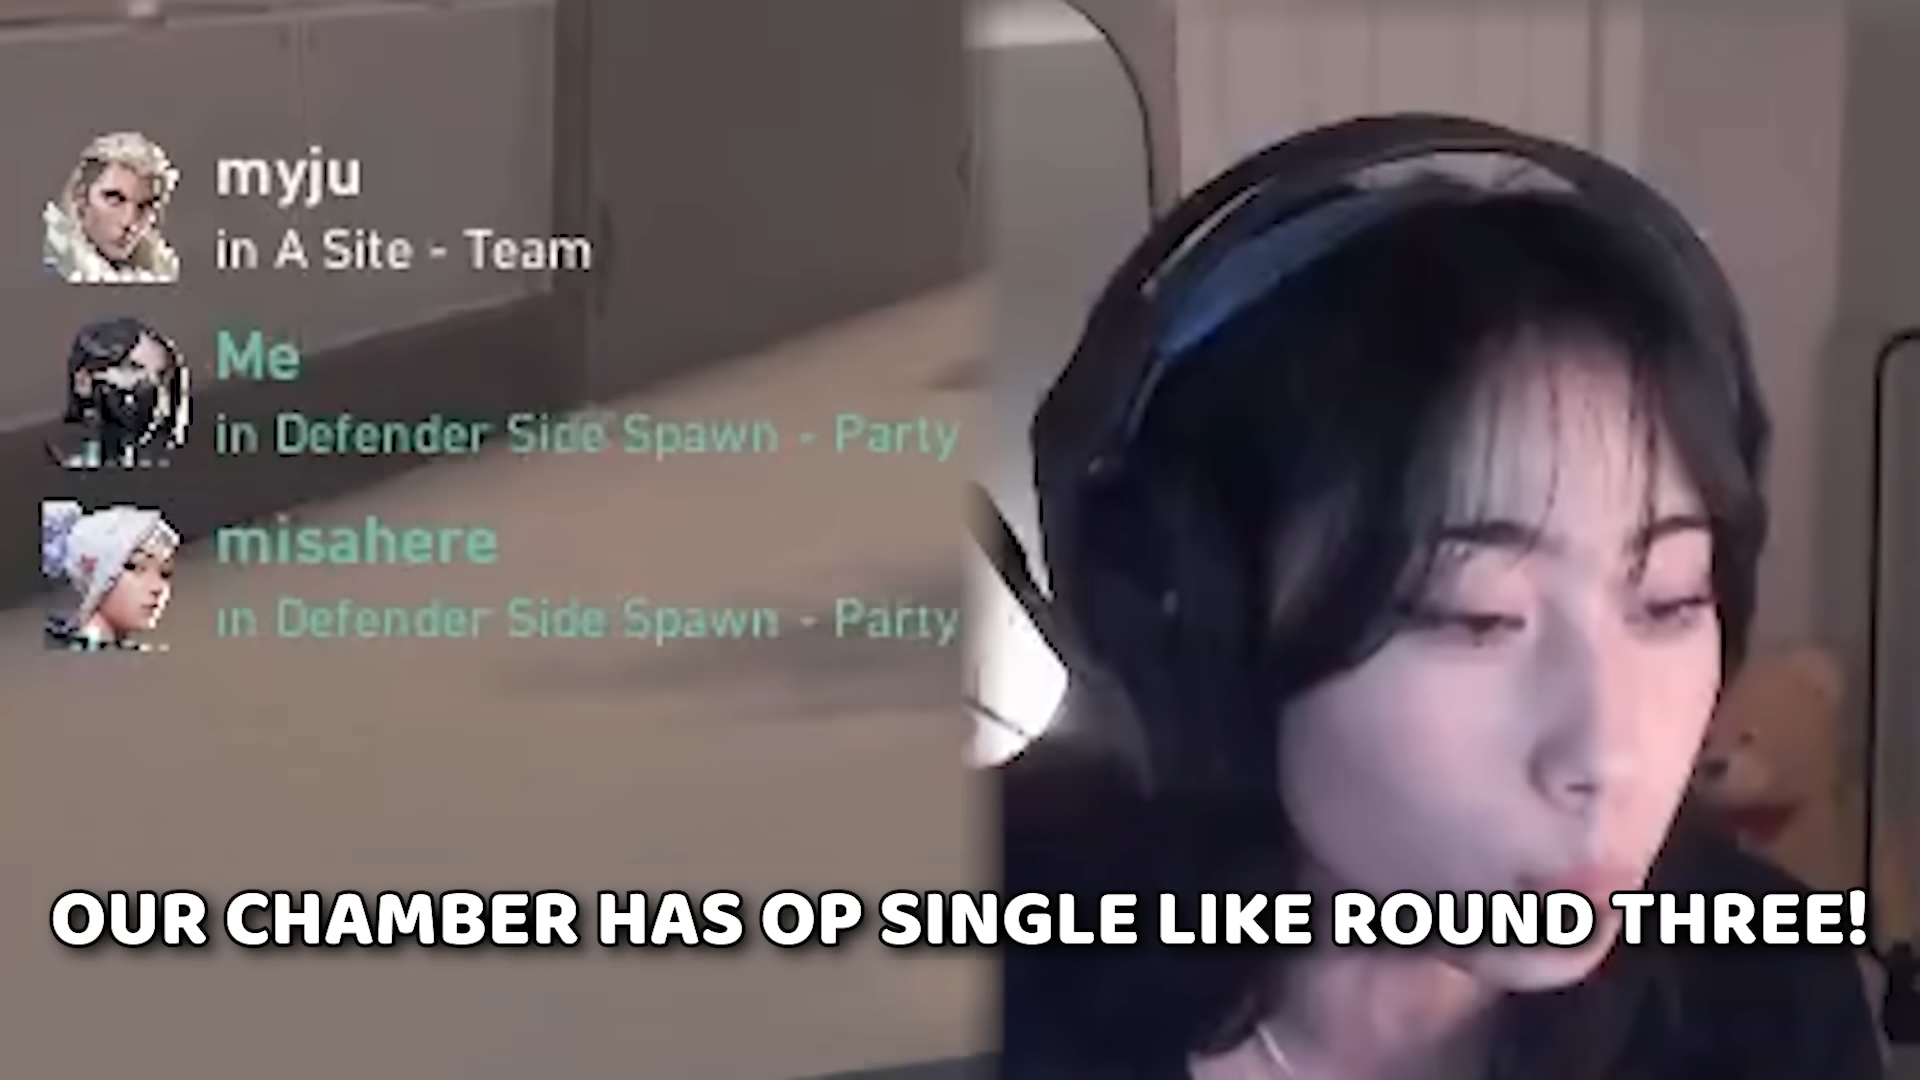 myju
in A Site - Team
Me
in Defender Side Spawn - Party
misahere
in Defender Side Spawn - Party
OUR CHAMBER HAS OP SINGLE LIKE ROUND THREE!